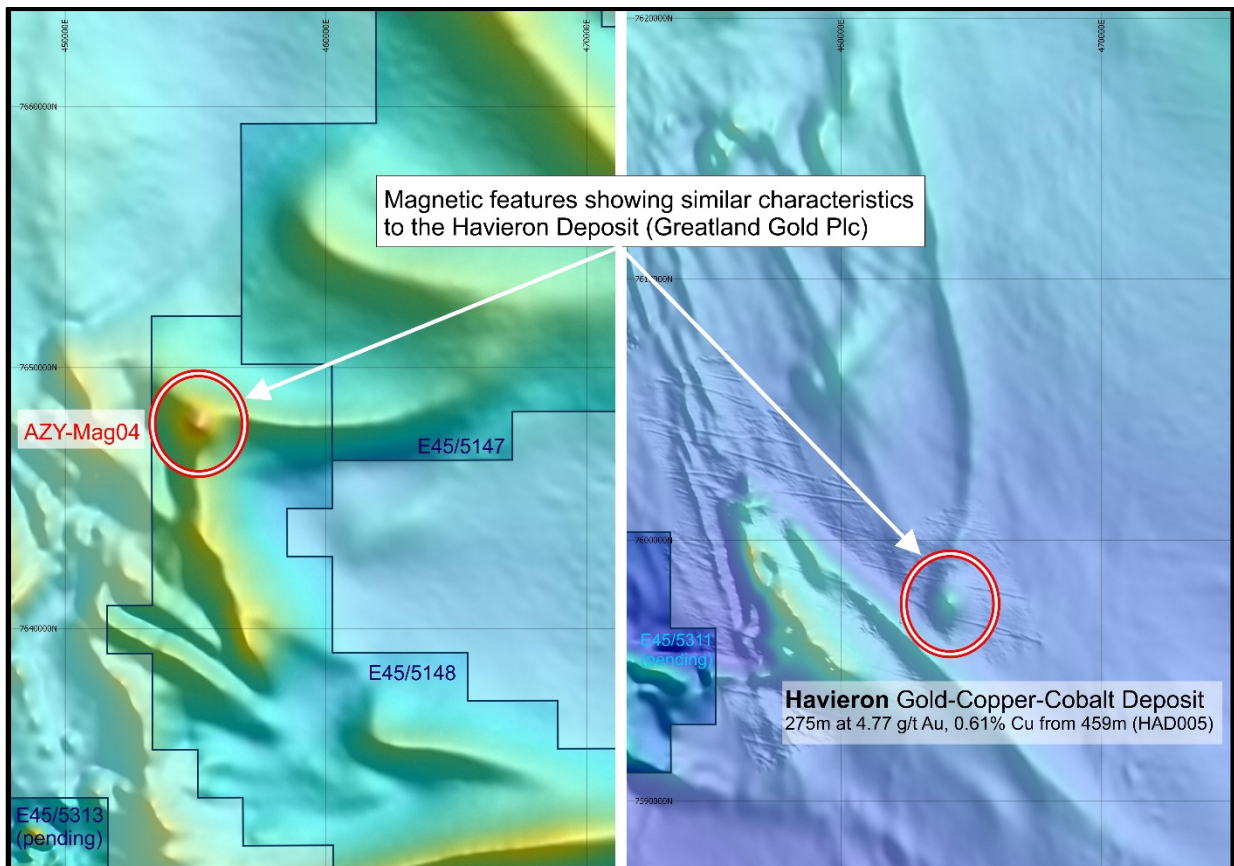 450000E
460000E
470000E
7660000N
7650000N
7640000N
Magnetic features showing similar characteristics
to the Havieron Deposit (Greatland Gold Plc)
AZY-Mag04
E45/5147
E45/5148
E45/5313
(pending)
7620000N
460000E
470000E
7600000N
7590000N
E45/5311
(pending)
Havieron Gold-Copper-Cobalt Deposit
275m at 4.77 g/t Au, 0.61% Cu from 459m (HAD005)